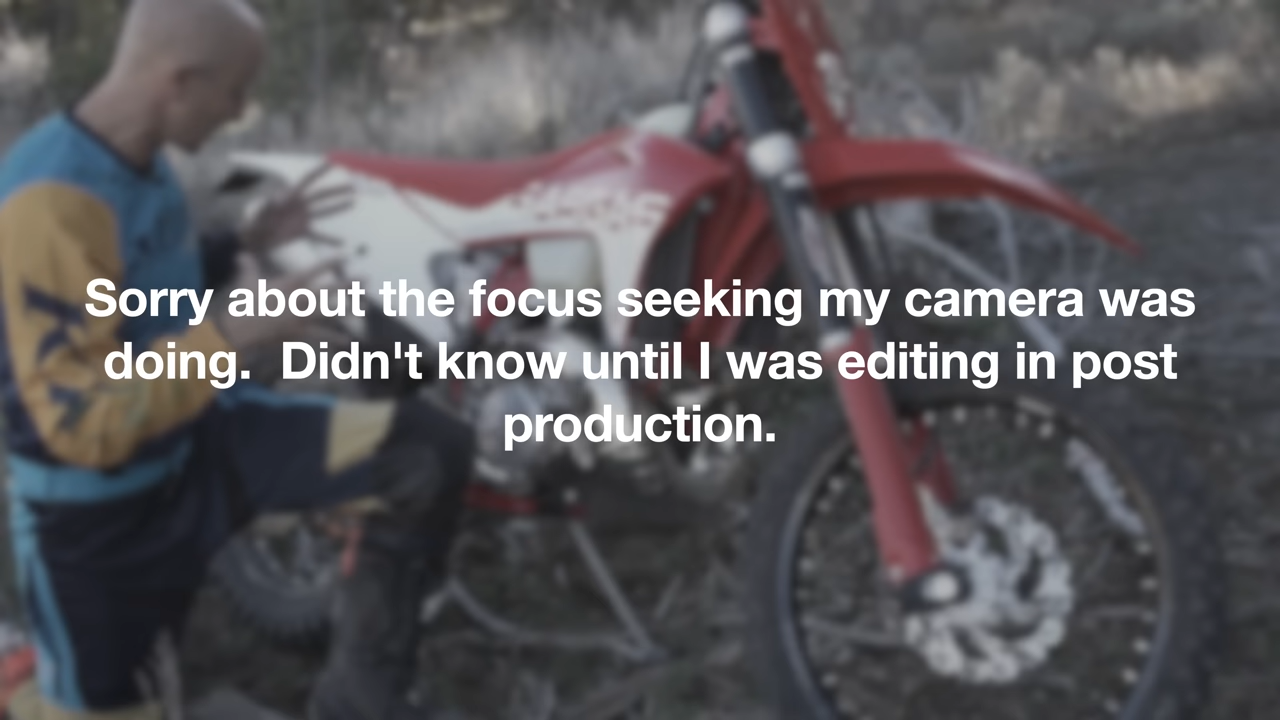 Sorry about the focus seeking my camera was
doing.  Didn't know until I was editing in post
production.